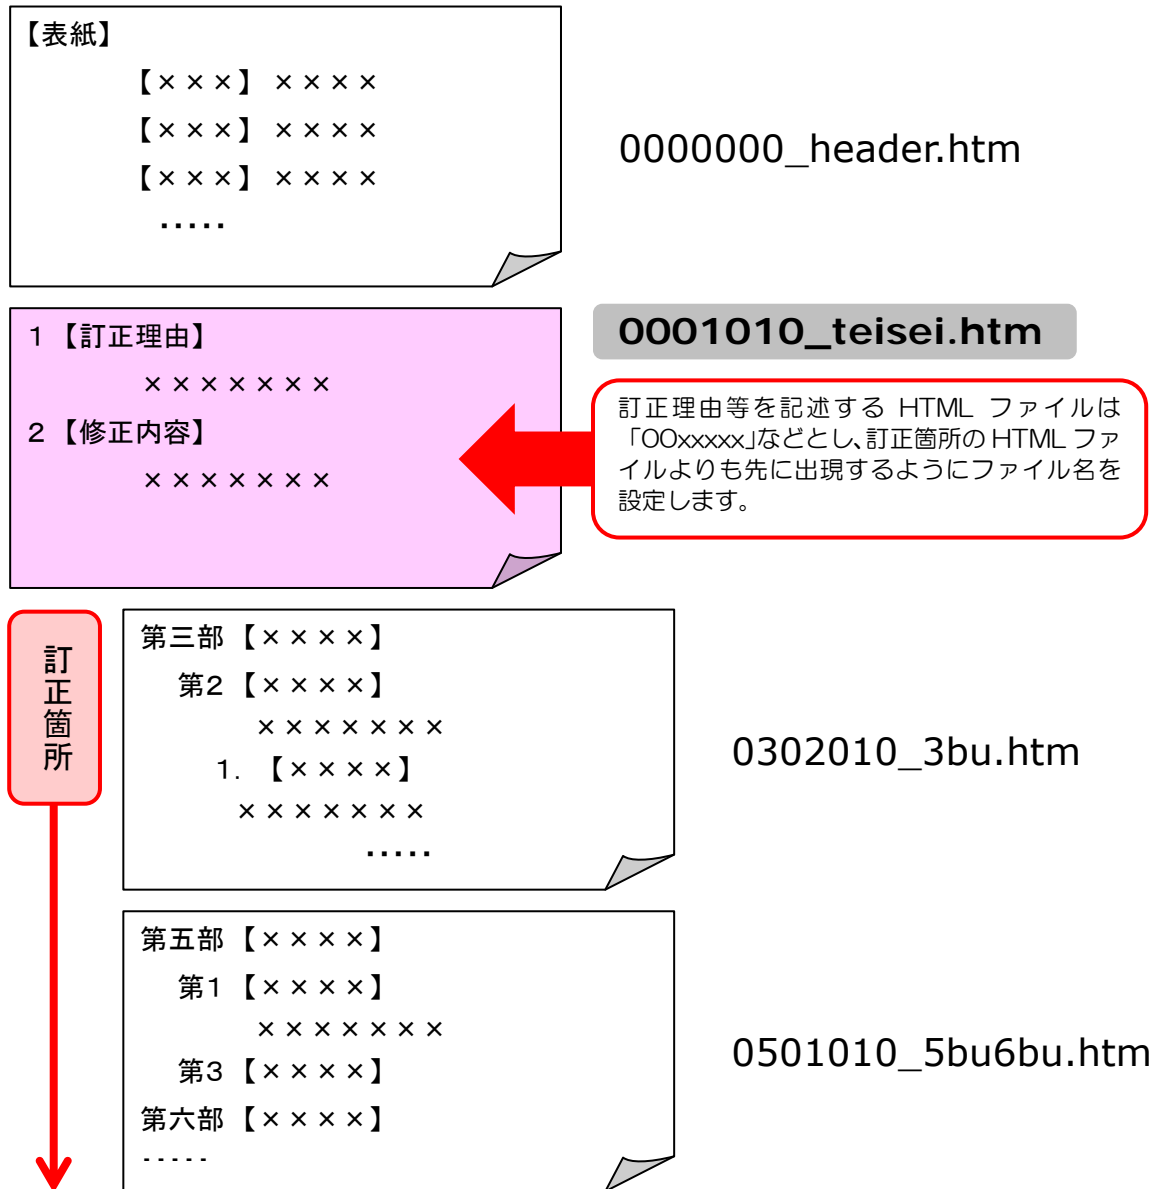 【表紙】
【×××】 ××××
【×××】 ××××
【×××】 ××××
・・・・・
0000000_header.htm
1 【訂正理由】
×××××××
2 【修正内容】
×××××××
0001010_teisei.htm
訂正理由等を記述する HTML ファイルは
「00xxxxx」などとし、訂正箇所の HTML ファ
イルよりも先に出現するようにファイル名を
設定します。
訂正箇所
第三部 【××××】
第2 【××××】
×××××××
1. 【××××】
×××××××
・・・・・
0302010_3bu.htm
第五部 【××××】
第1 【××××】
×××××××
第3 【××××】
第六部 【××××】
-----
0501010_5bu6bu.htm